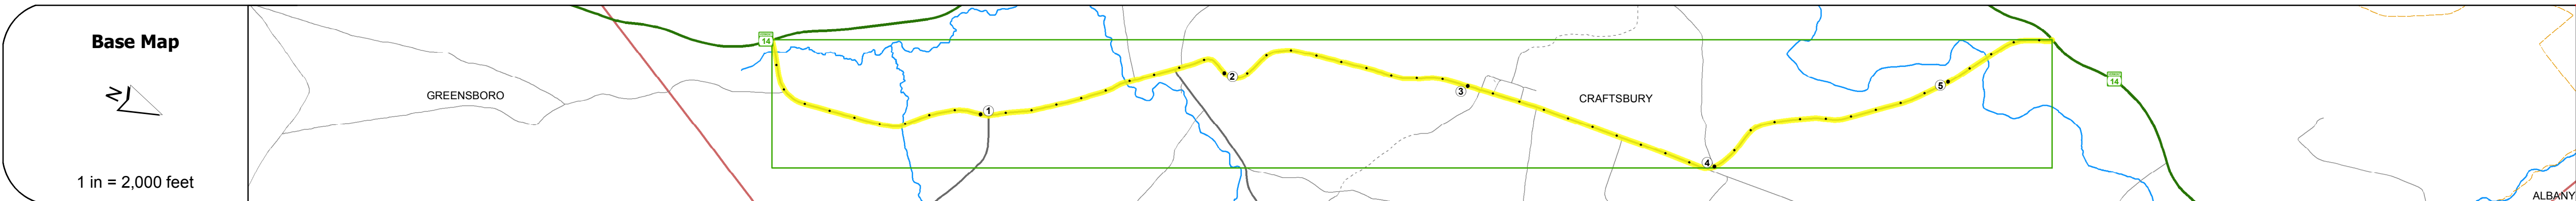 Base Map
N
1 in = 2,000 feet
GREENSBORO
14
1
2
3
CRAFTSBURY
4
5
14
ALBANY